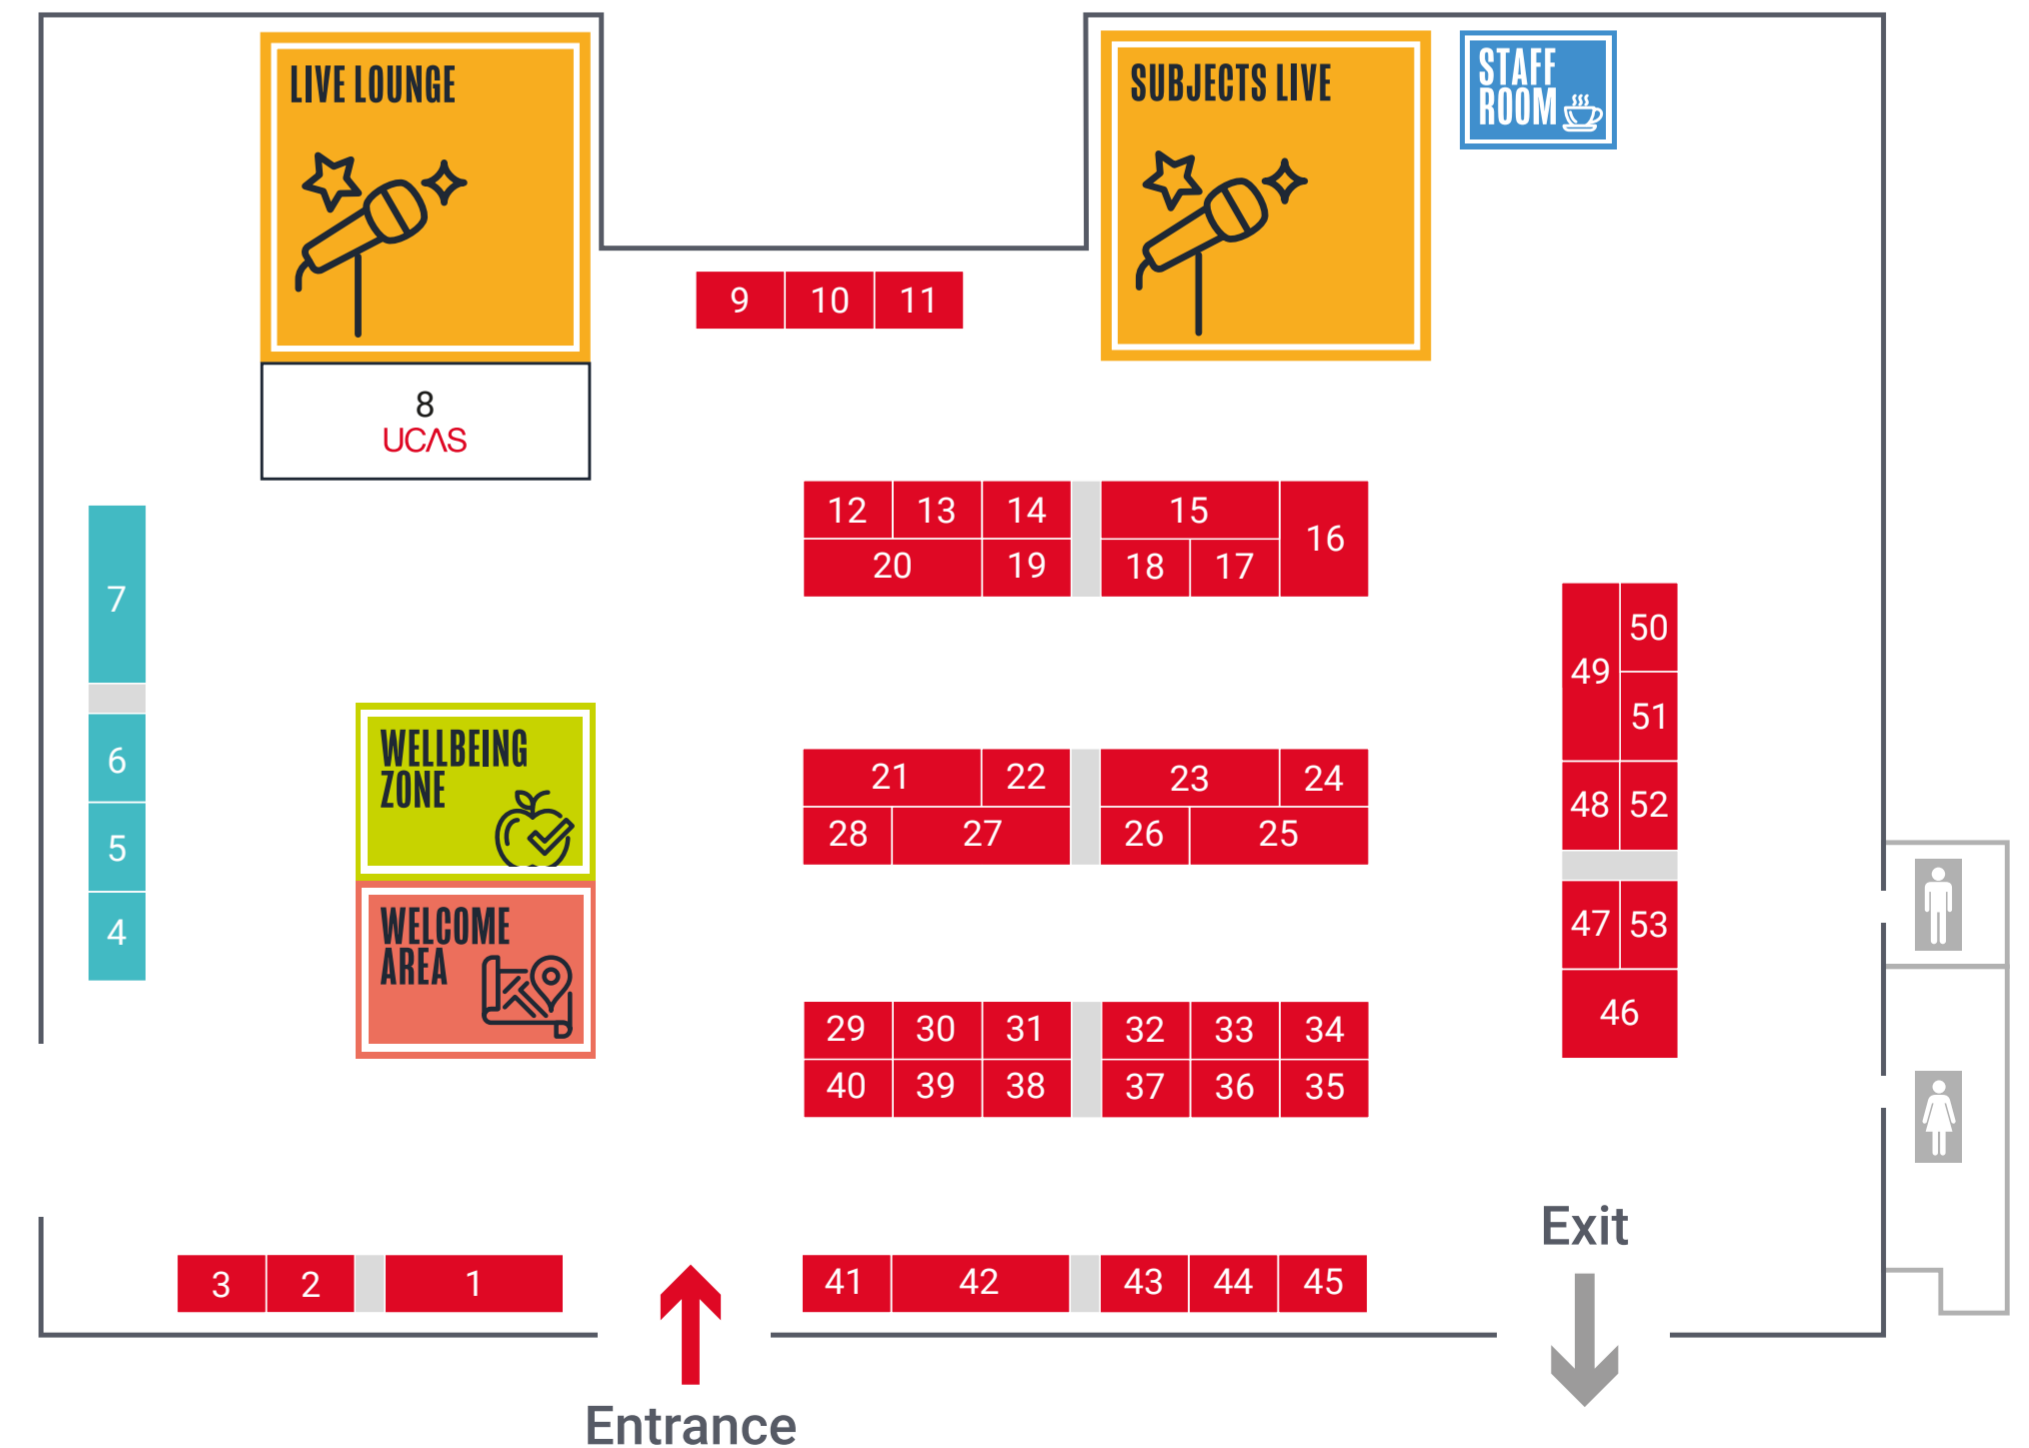 LIVE LOUNGE
SUBJECTS LIVE
STAFF
ROOM
9 10 11
8
UCAS
12 13 14 15 16
20 19 18 17
7
6
5
4
WELLBEING
ZONE
WELCOME
AREA
21 22 23 24
28 27 26 25
49 50
51
48 52
47 53
46
29 30 31 32 33 34
40 39 38 37 36 35
Exit
3 2 1
41 42 43 44 45
Entrance